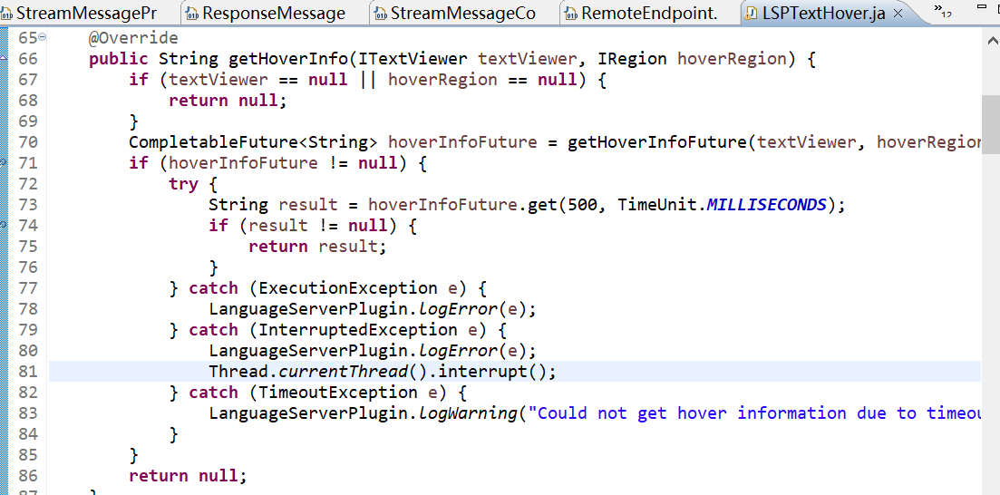 StreamMessagePr ResponseMessage StreamMessageCo RemoteEndpoint. LSPTextHover.ja × »12
65 @Override
66 public String getHoverInfo(ITextViewer textViewer, IRegion hoverRegion) {
67 if (textViewer == null || hoverRegion == null) {
68 return null;
69 }
70 CompletableFuture<String> hoverInfoFuture = getHoverInfoFuture(textViewer, hoverRegion
71 if (hoverInfoFuture != null) {
72 try {
73 String result = hoverInfoFuture.get(500, TimeUnit.MILLISECONDS);
74 if (result != null) {
75 return result;
76 }
77 } catch (ExecutionException e) {
78 LanguageServerPlugin.logError(e);
79 } catch (InterruptedException e) {
80 LanguageServerPlugin.logError(e);
81 Thread.currentThread().interrupt();
82 } catch (TimeoutException e) {
83 LanguageServerPlugin.logWarning("Could not get hover information due to timeou
84 }
85 }
86 return null;
87 }